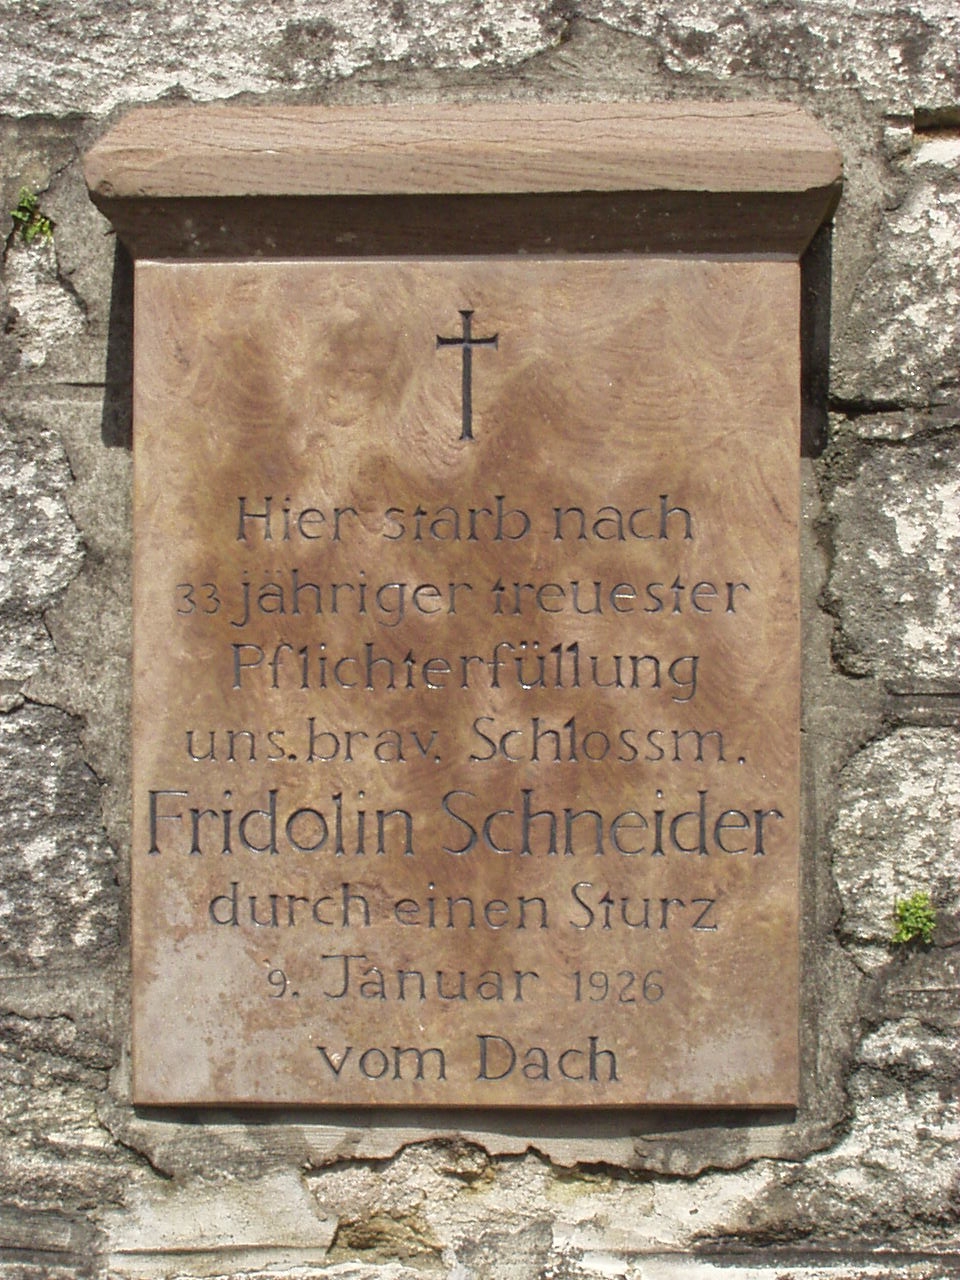 Hier starb nach
33 jähriger treuester
Pflichterfüllung
uns. brav. Schlossm.
Fridolin Schneider
durch einen Sturz
9. Januar 1926
vom Dach